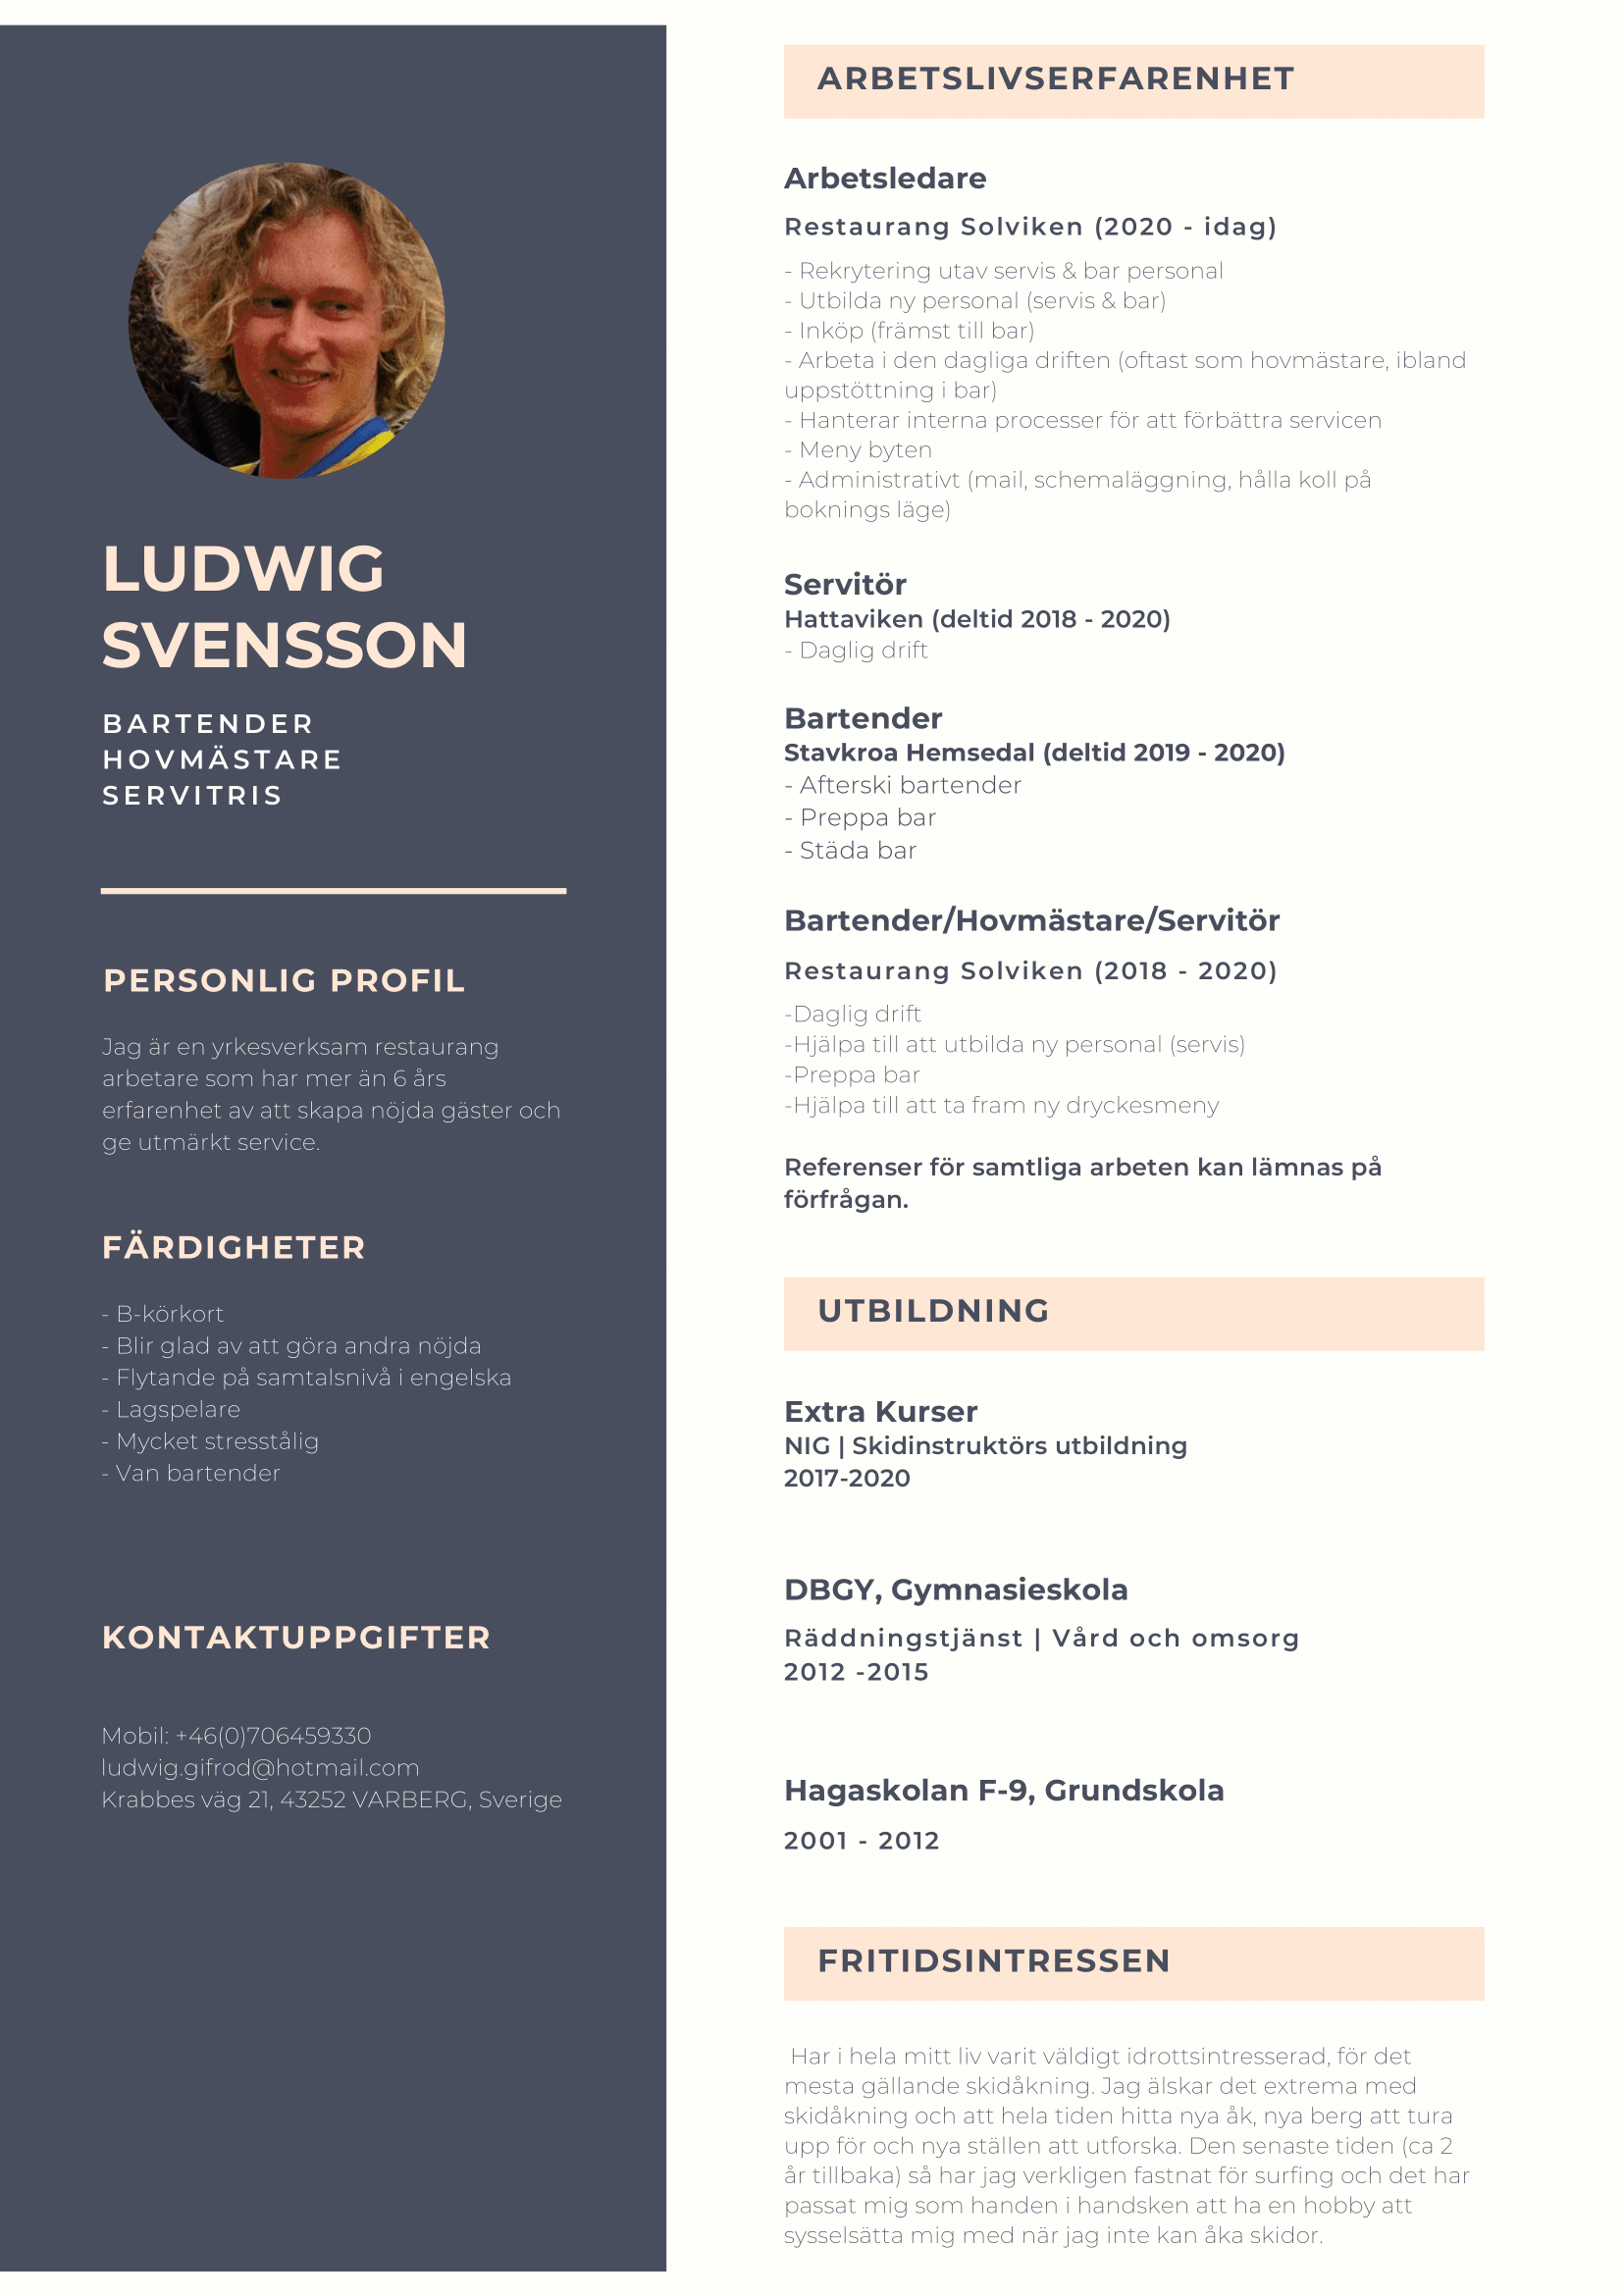 LUDWIG
SVENSSON
BARTENDER
HOVMÄSTARE
SERVITRIS
PERSONLIG PROFIL
Jag är en yrkesverksam restaurang
arbetare som har mer än 6 års
erfarenhet av att skapa nöjda gäster och
ge utmärkt service.
FÄRDIGHETER
- B-körkort
- Blir glad av att göra andra nöjda
- Flytande på samtalsnivå i engelska
- Lagspelare
- Mycket stresstålig
- Van bartender
KONTAKTUPPGIFTER
Mobil: +46(0)706459330
ludwig.gifrod@hotmail.com
Krabbes väg 21, 43252 VARBERG, Sverige
ARBETSLIVSERFARENHET
Arbetsledare
Restaurang Solviken (2020 - idag)
- Rekrytering utav servis & bar personal
- Utbilda ny personal (servis & bar)
- Inköp (främst till bar)
- Arbeta i den dagliga driften (oftast som hovmästare, ibland
uppstöttning i bar)
- Hanterar interna processer för att förbättra servicen
- Meny byten
- Administrativt (mail, schemaläggning, hålla koll på
boknings läge)
Servitör
Hattaviken (deltid 2018 - 2020)
- Daglig drift
Bartender
Stavkroa Hemsedal (deltid 2019 - 2020)
- Afterski bartender
- Preppa bar
- Städa bar
Bartender/Hovmästare/Servitör
Restaurang Solviken (2018 - 2020)
-Daglig drift
-Hjälpa till att utbilda ny personal (servis)
-Preppa bar
-Hjälpa till att ta fram ny dryckesmeny
Referenser för samtliga arbeten kan lämnas på
förfrågan.
UTBILDNING
Extra Kurser
NIG | Skidinstruktörs utbildning
2017-2020
DBGY, Gymnasieskola
Räddningstjänst | Vård och omsorg
2012 -2015
Hagaskolan F-9, Grundskola
2001 - 2012
FRITIDSINTRESSEN
Har i hela mitt liv varit väldigt idrottsintresserad, för det
mesta gällande skidåkning. Jag älskar det extrema med
skidåkning och att hela tiden hitta nya åk, nya berg att tura
upp för och nya ställen att utforska. Den senaste tiden (ca 2
år tillbaka) så har jag verkligen fastnat för surfing och det har
passat mig som handen i handsken att ha en hobby att
sysselsätta mig med när jag inte kan åka skidor.